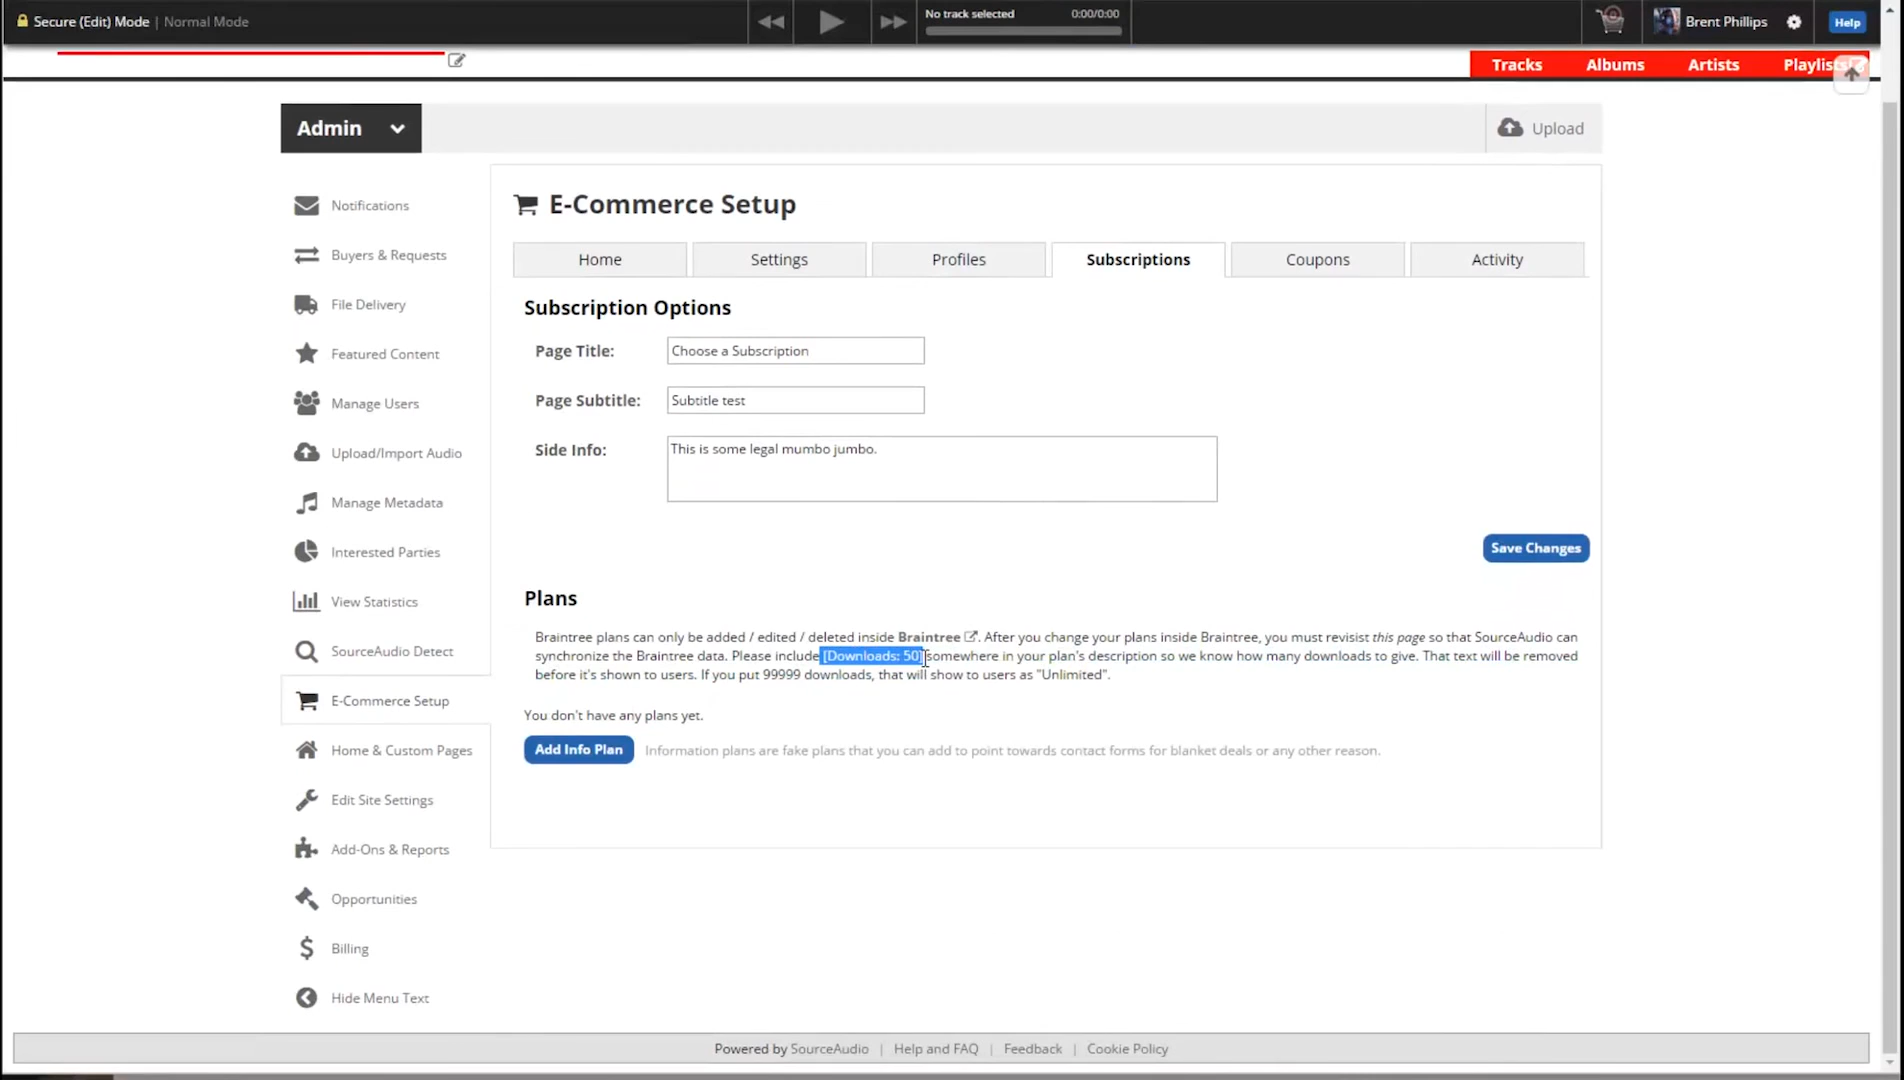 Secure (Edit) Mode | Normal Mode
No track selected 0:00/0:00
Brent Phillips
Help
Tracks Albums Artists Playlists
Admin
Upload
Notifications
Buyers & Requests
File Delivery
Featured Content
Manage Users
Upload/Import Audio
Manage Metadata
Interested Parties
View Statistics
SourceAudio Detect
E-Commerce Setup
Home & Custom Pages
Edit Site Settings
Add-Ons & Reports
Opportunities
Billing
Hide Menu Text
E-Commerce Setup
Home Settings Profiles Subscriptions Coupons Activity
Subscription Options
Page Title: Choose a Subscription
Page Subtitle: Subtitle test
Side Info: This is some legal mumbo jumbo.
Save Changes
Plans
Braintree plans can only be added / edited / deleted inside Braintree. After you change your plans inside Braintree, you must revisist this page so that SourceAudio can
synchronize the Braintree data. Please include [Downloads: 50] somewhere in your plan's description so we know how many downloads to give. That text will be removed
before it's shown to users. If you put 99999 downloads, that will show to users as "Unlimited".
You don't have any plans yet.
Add Info Plan Information plans are fake plans that you can add to point towards contact forms for blanket deals or any other reason.
Powered by SourceAudio | Help and FAQ | Feedback | Cookie Policy